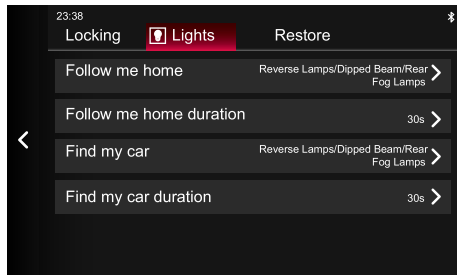 23:38
Locking Lights Restore
Follow me home Reverse Lamps/Dipped Beam/Rear
Fog Lamps
Follow me home duration 30s
Find my car Reverse Lamps/Dipped Beam/Rear
Fog Lamps
Find my car duration 30s